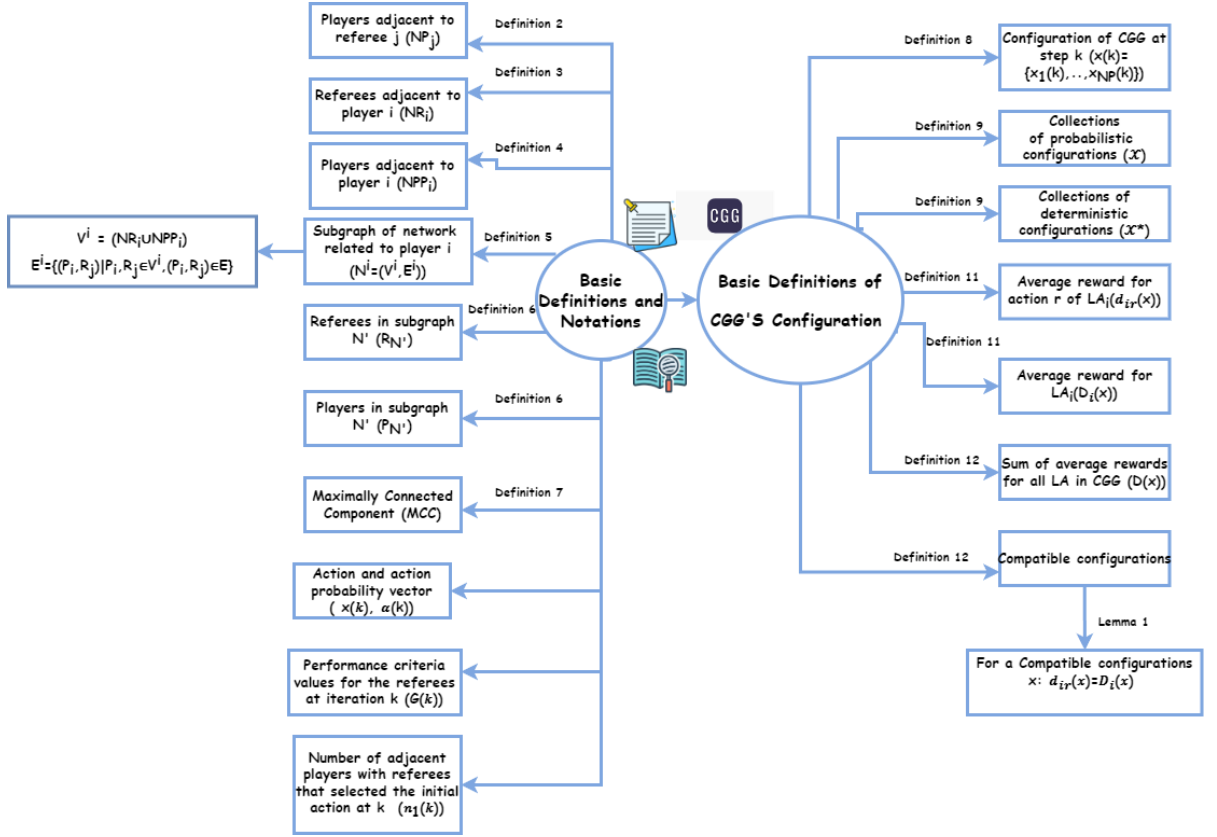 Players adjacent to
referee j (NPj)
Definition 2
Referees adjacent to
player i (NRi)
Definition 3
Players adjacent to
player i (NPPi)
Definition 4
Subgraph of network
related to player i
(Nⁱ=(Vⁱ,Eⁱ))
Definition 5
Vⁱ = (NRi∪NPPi)
Eⁱ={(Pi,Rj)|Pi,Rj∈Vⁱ,(Pi,Rj)∈E}
Referees in subgraph
N' (RN')
Definition 6
Players in subgraph
N' (PN')
Definition 6
Maximally Connected
Component (MCC)
Definition 7
Action and action
probability vector
( x(k), α(k))
Performance criteria
values for the referees
at iteration k (G(k))
Number of adjacent
players with referees
that selected the initial
action at k (n₁(k))
Basic
Definitions and
Notations
CGG
Basic Definitions of
CGG'S Configuration
Definition 8
Configuration of CGG at
step k (x(k)=
{x₁(k),..,xNP(k)})
Definition 9
Collections
of probabilistic
configurations (𝒳)
Definition 9
Collections of
deterministic
configurations (𝒳*)
Definition 11
Average reward for
action r of LAi(dir(x))
Definition 11
Average reward for
LAi(Di(x))
Definition 12
Sum of average rewards
for all LA in CGG (D(x))
Definition 12
Compatible configurations
Lemma 1
For a Compatible configurations
x: dir(x)=Di(x)